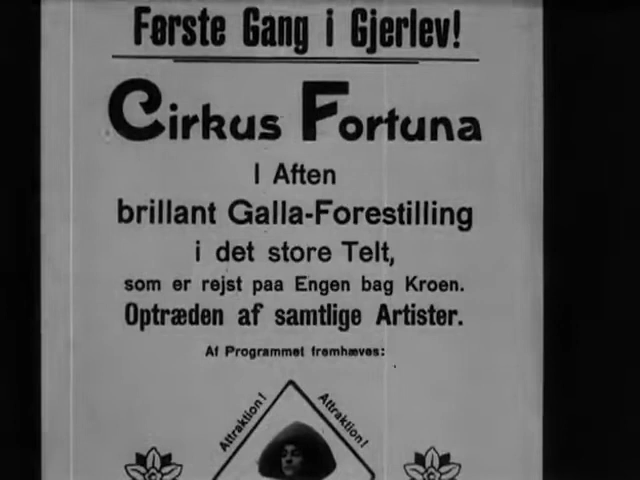 Første Gang i Gjerlev!
Cirkus Fortuna
I Aften
brillant Galla-Forestilling
i det store Telt,
som er rejst paa Engen bag Kroen.
Optræden af samtlige Artister.
Af Programmet fremhæves:
Attraktion!
Attraktion!